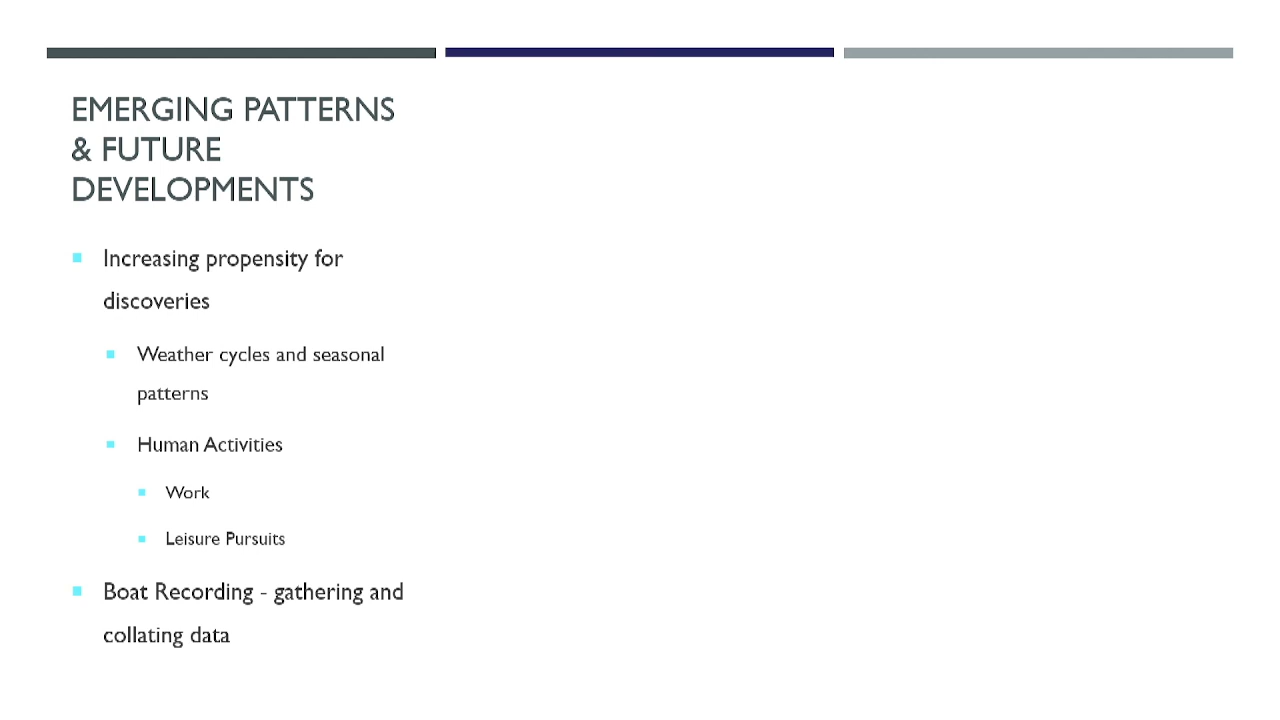 EMERGING PATTERNS
& FUTURE
DEVELOPMENTS
Increasing propensity for
discoveries
Weather cycles and seasonal
patterns
Human Activities
Work
Leisure Pursuits
Boat Recording - gathering and
collating data